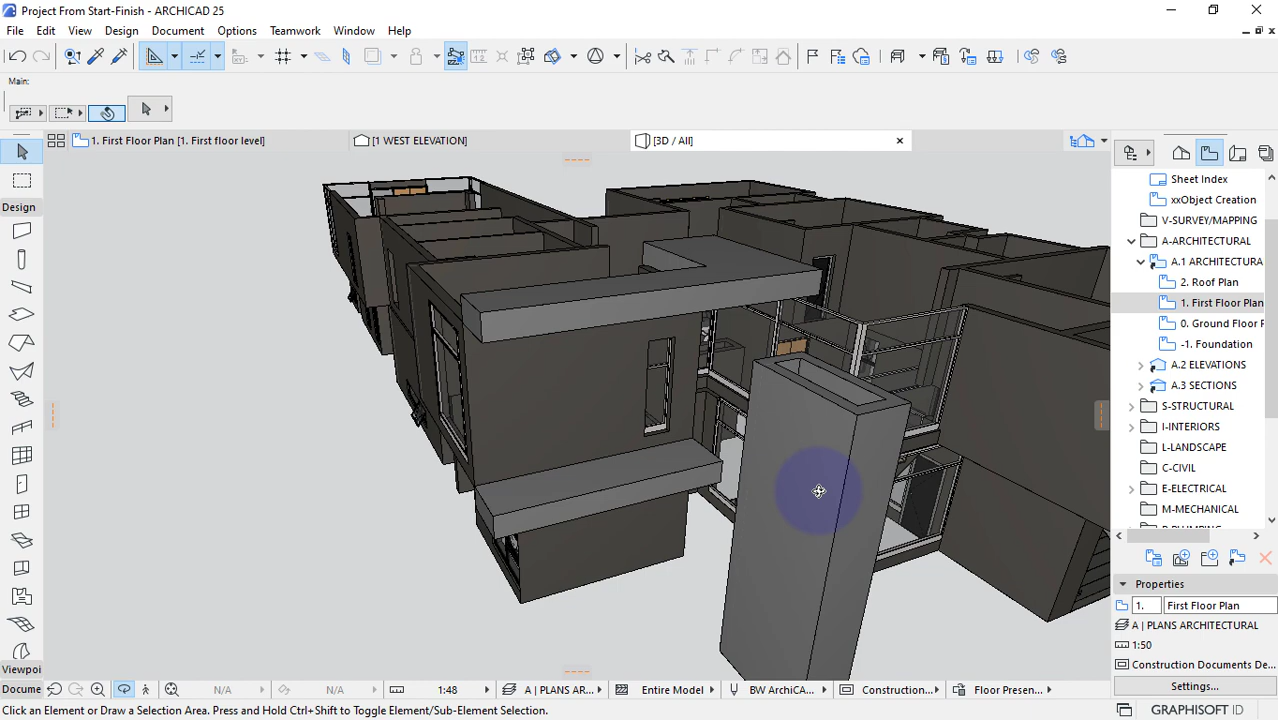 Project From Start-Finish - ARCHICAD 25
File Edit View Design Document Options Teamwork Window Help
Main:
1. First Floor Plan [1. First floor level]
[1 WEST ELEVATION]
[3D / All]
Design
Sheet Index
xxObject Creation
V-SURVEY/MAPPING
A-ARCHITECTURAL
A.1 ARCHITECTURA
2. Roof Plan
1. First Floor Plan
0. Ground Floor F
-1. Foundation
A.2 ELEVATIONS
A.3 SECTIONS
S-STRUCTURAL
I-INTERIORS
L-LANDSCAPE
C-CIVIL
E-ELECTRICAL
M-MECHANICAL
Properties
1. First Floor Plan
A | PLANS ARCHITECTURAL
1:50
Construction Documents De...
Settings...
Viewpoi
Docume N/A N/A 1:48 A | PLANS AR... Entire Model BW ArchiCA... Construction... Floor Presen...
Click an Element or Draw a Selection Area. Press and Hold Ctrl+Shift to Toggle Element/Sub-Element Selection.
GRAPHISOFT ID